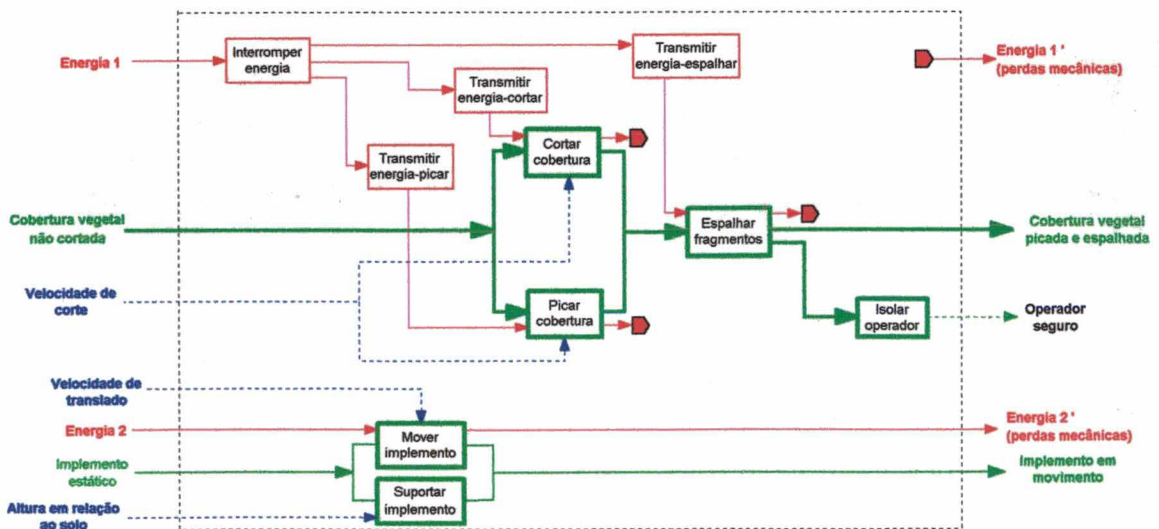 Energia 1
Interromper
energia
Transmitir
energia-espalhar
Energia 1 '
(perdas mecânicas)
Transmitir
energia-cortar
Cortar
cobertura
Transmitir
energia-picar
Cobertura vegetal
não cortada
Espalhar
fragmentos
Cobertura vegetal
picada e espalhada
Velocidade de
corte
Picar
cobertura
Isolar
operador
Operador
seguro
Velocidade de
translado
Energia 2
Mover
implemento
Energia 2 '
(perdas mecânicas)
Implemento
estático
Implemento em
movimento
Suportar
implemento
Altura em relação
ao solo